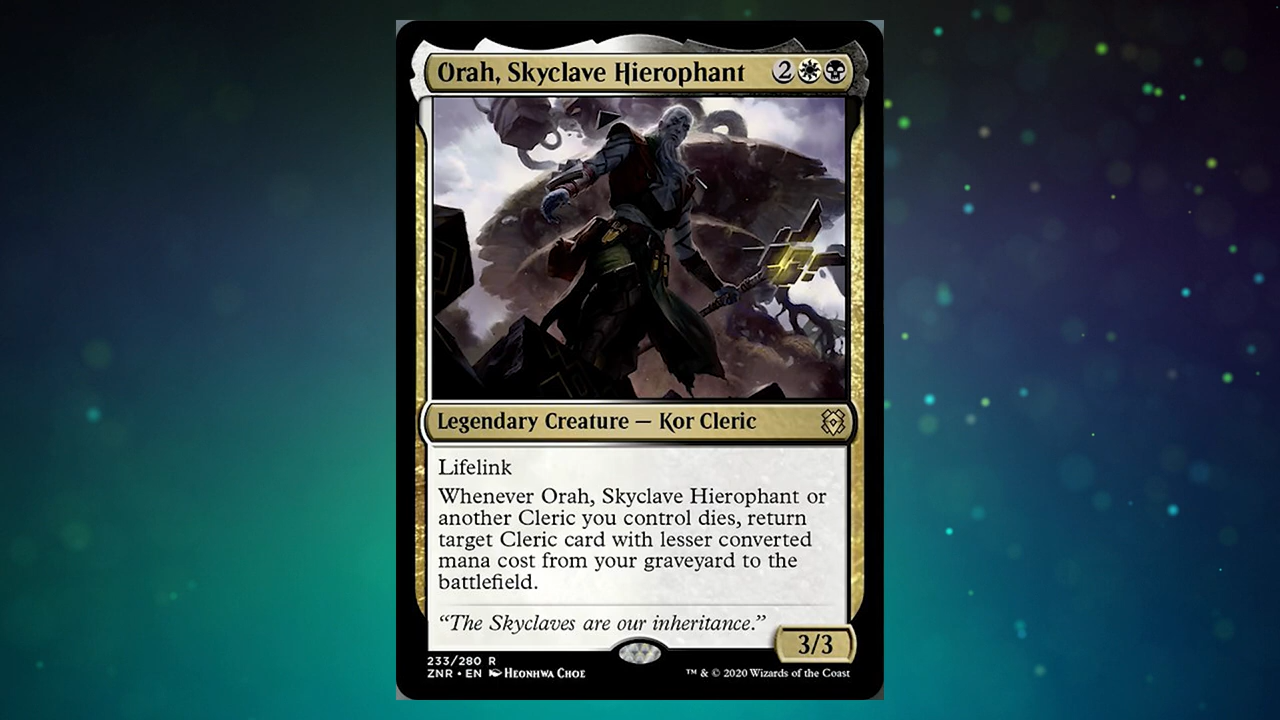 Orah, Skyclave Hierophant 2
Legendary Creature — Kor Cleric
Lifelink
Whenever Orah, Skyclave Hierophant or
another Cleric you control dies, return
target Cleric card with lesser converted
mana cost from your graveyard to the
battlefield.
“The Skyclaves are our inheritance.”
3/3
233/280 R
ZNR • EN Heonhwa Choe
™ & © 2020 Wizards of the Coast